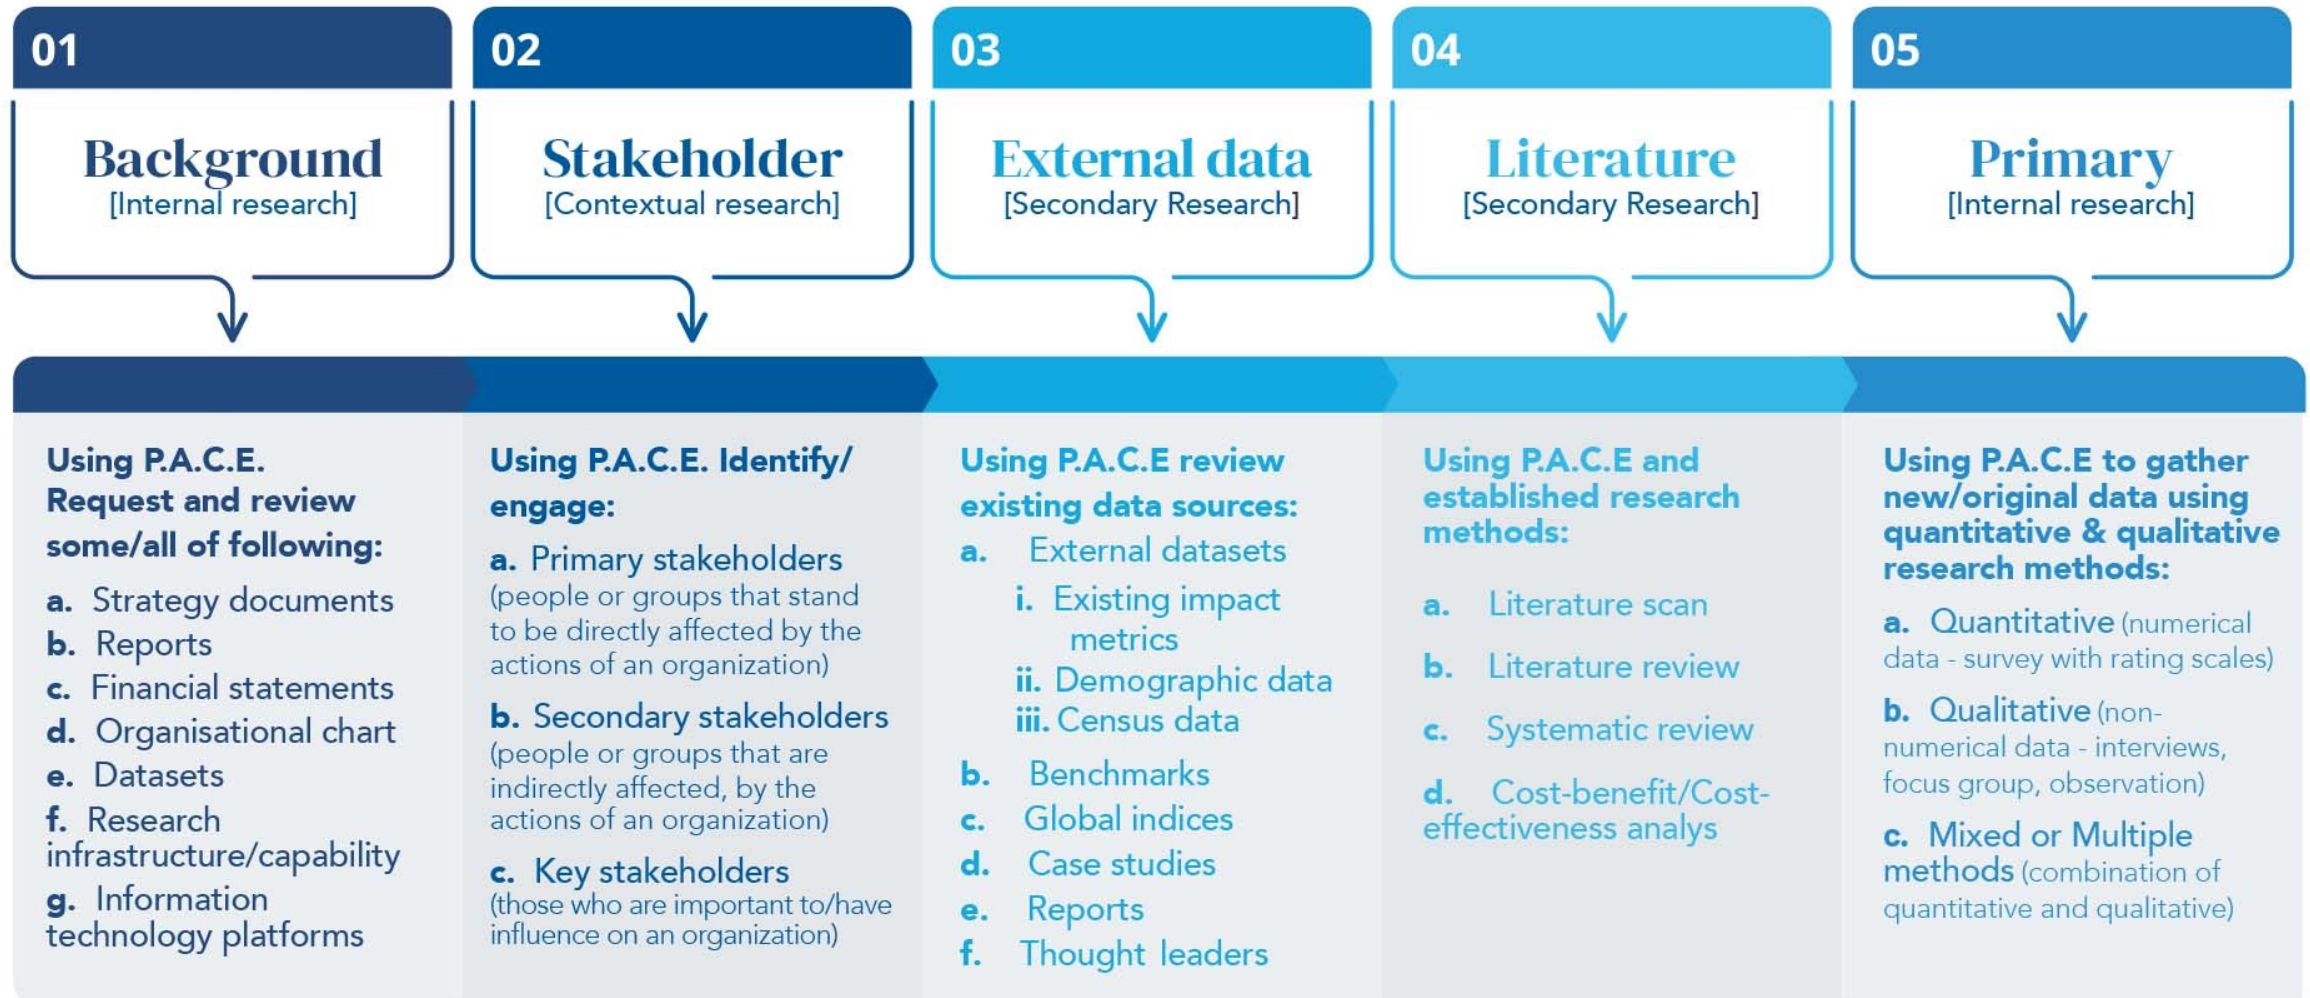 01
Background
[Internal research]
Using P.A.C.E.
Request and review
some/all of following:
a. Strategy documents
b. Reports
c. Financial statements
d. Organisational chart
e. Datasets
f. Research
infrastructure/capability
g. Information
technology platforms
02
Stakeholder
[Contextual research]
Using P.A.C.E. Identify/
engage:
a. Primary stakeholders
(people or groups that stand
to be directly affected by the
actions of an organization)
b. Secondary stakeholders
(people or groups that are
indirectly affected, by the
actions of an organization)
c. Key stakeholders
(those who are important to/have
influence on an organization)
03
External data
[Secondary Research]
Using P.A.C.E review
existing data sources:
a. External datasets
i. Existing impact
metrics
ii. Demographic data
iii. Census data
b. Benchmarks
c. Global indices
d. Case studies
e. Reports
f. Thought leaders
04
Literature
[Secondary Research]
Using P.A.C.E and
established research
methods:
a. Literature scan
b. Literature review
c. Systematic review
d. Cost-benefit/Cost-
effectiveness analys
05
Primary
[Internal research]
Using P.A.C.E to gather
new/original data using
quantitative & qualitative
research methods:
a. Quantitative (numerical
data - survey with rating scales)
b. Qualitative (non-
numerical data - interviews,
focus group, observation)
c. Mixed or Multiple
methods (combination of
quantitative and qualitative)